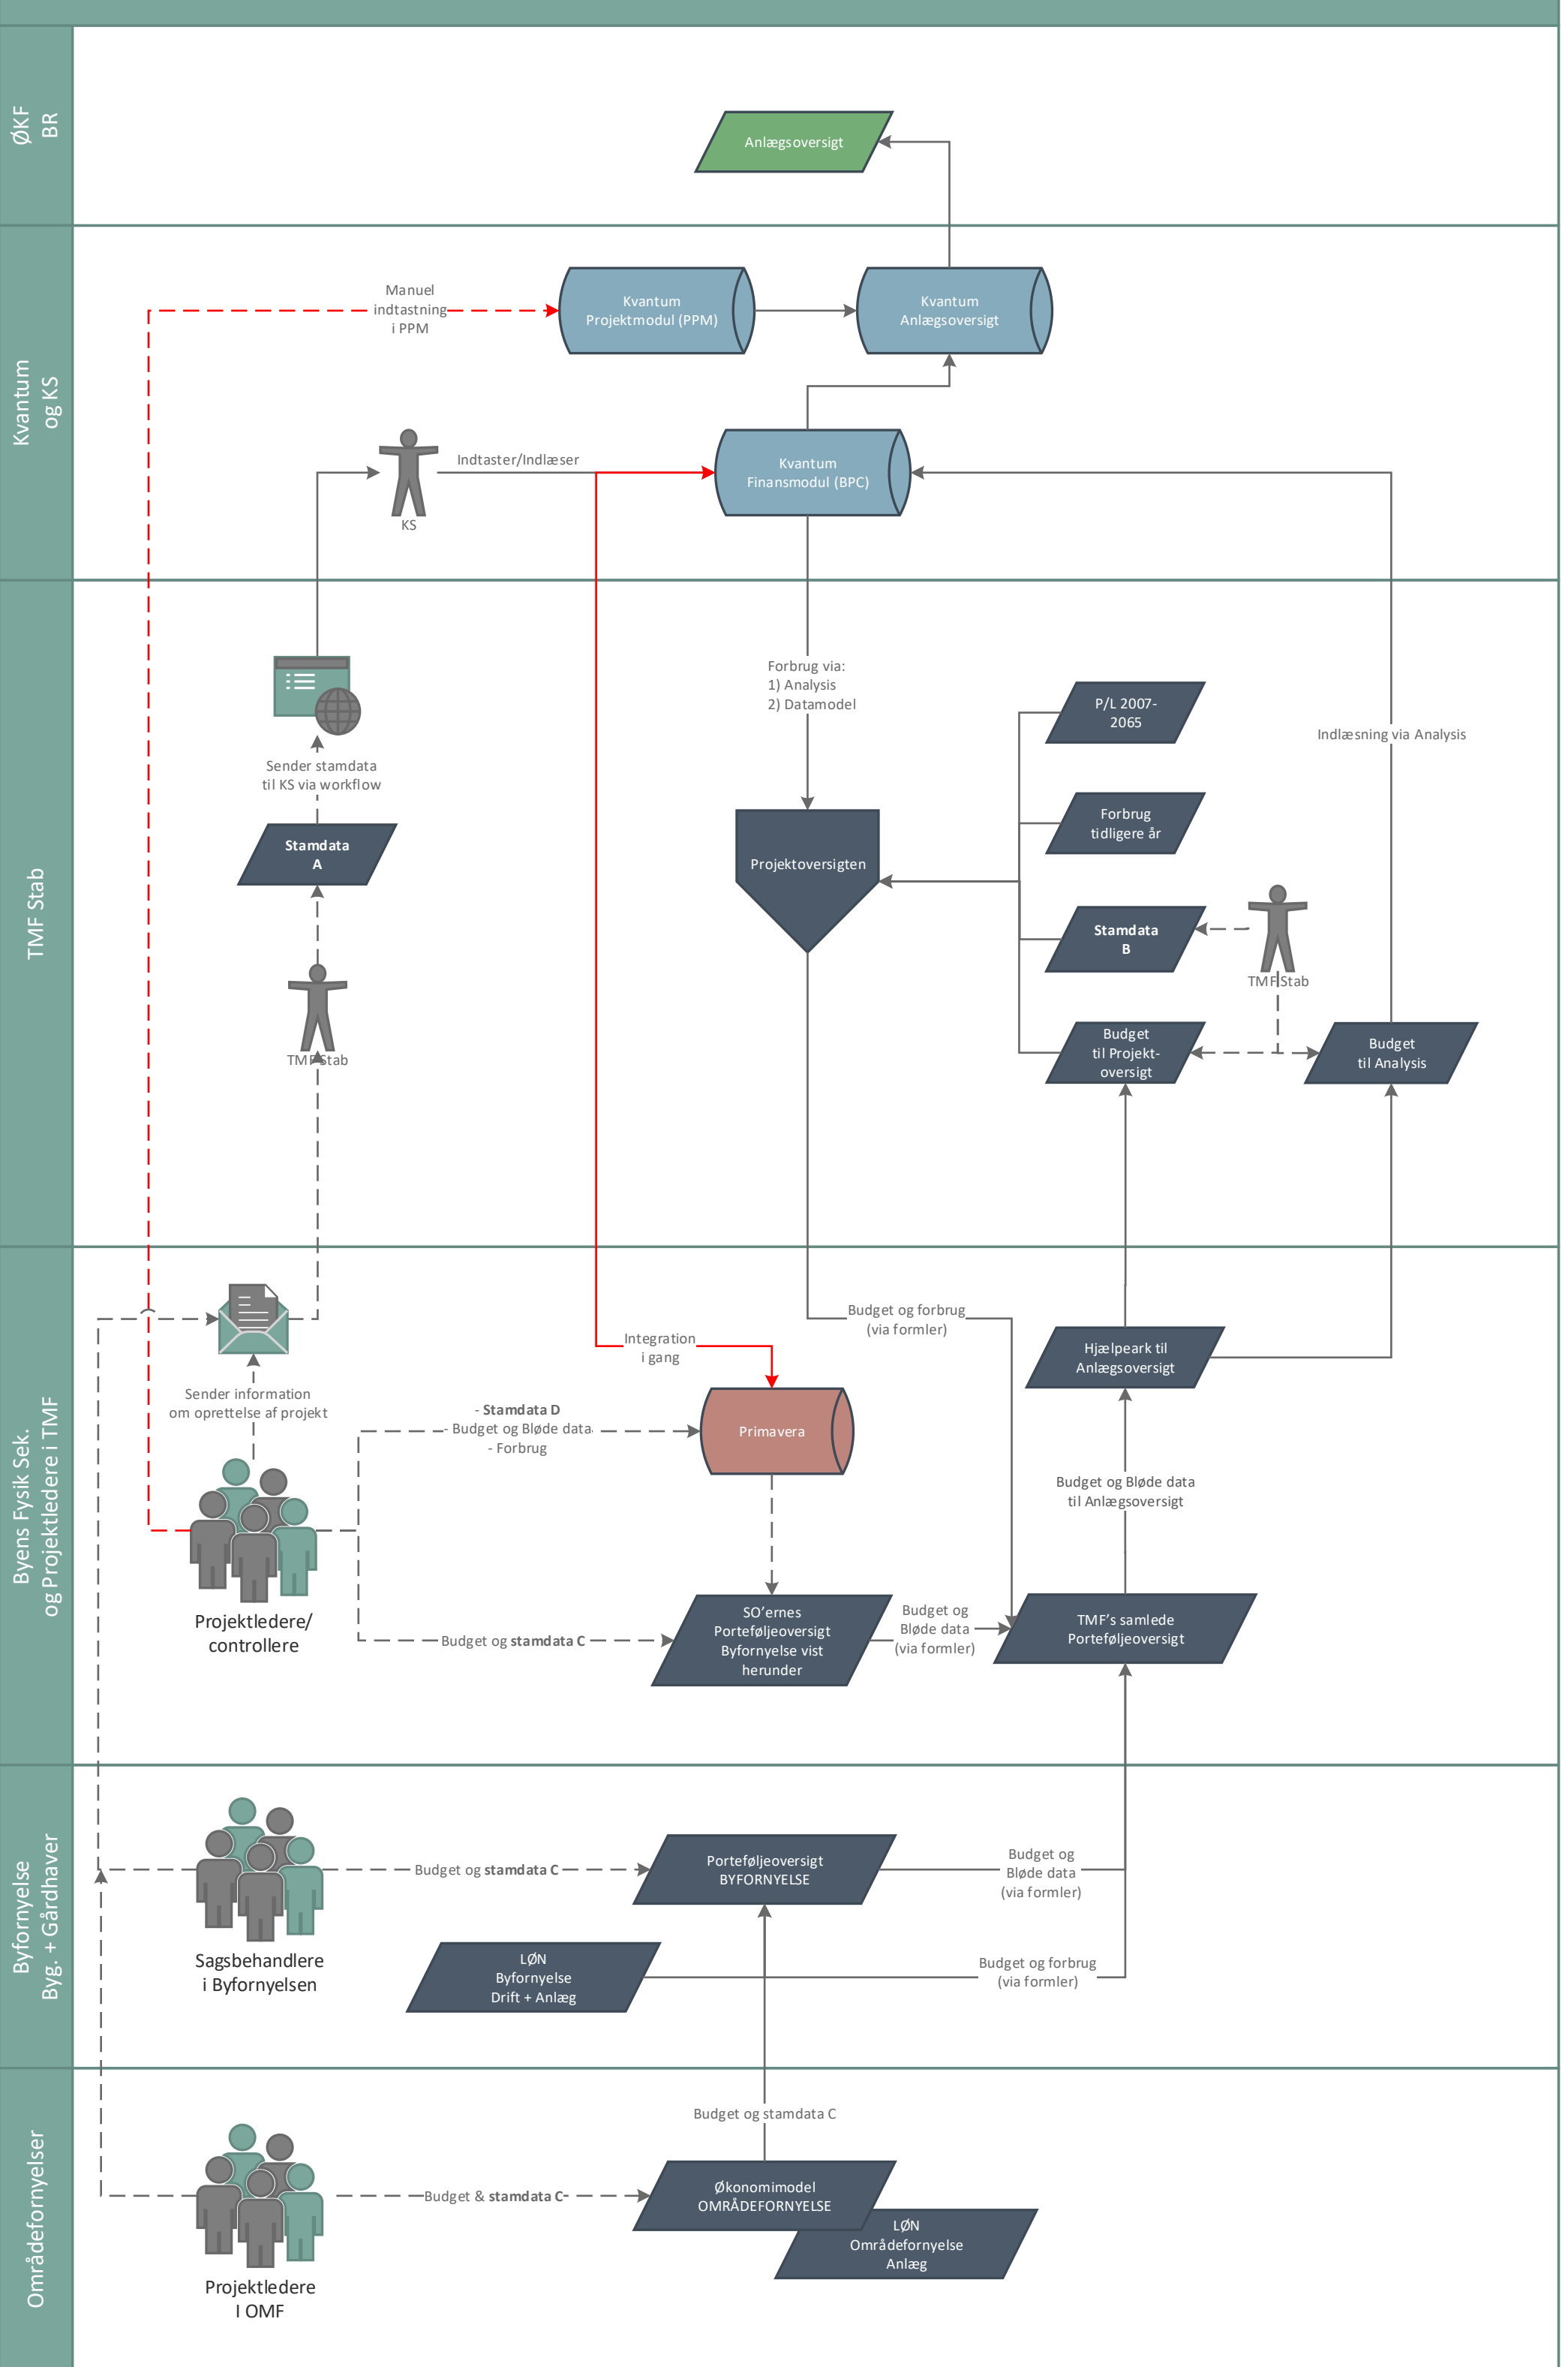 ØKF
BR
Anlægsoversigt
Kvantum
og KS
Manuel
indtastning
i PPM
Kvantum
Projektmodul (PPM)
Kvantum
Anlægsoversigt
KS
Indtaster/Indlæser
Kvantum
Finansmodul (BPC)
TMF Stab
Sender stamdata
til KS via workflow
Stamdata
A
TMF Stab
Forbrug via:
1) Analysis
2) Datamodel
Projektoversigten
P/L 2007-
2065
Forbrug
tidligere år
Stamdata
B
TMF Stab
Budget
til Projekt-
oversigt
Budget
til Analysis
Indlæsning via Analysis
Byens Fysik Sek.
og Projektledere i TMF
Sender information
om oprettelse af projekt
Projektledere/
controllere
Integration
i gang
- Stamdata D
- Budget og Bløde data
- Forbrug
Primavera
Budget og stamdata C
SO'ernes
Porteføljeoversigt
Byfornyelse vist
herunder
Budget og forbrug
(via formler)
Budget og
Bløde data
(via formler)
Hjælpeark til
Anlægsoversigt
Budget og Bløde data
til Anlægsoversigt
TMF's samlede
Porteføljeoversigt
Byfornyelse
Byg. + Gårdhaver
Sagsbehandlere
i Byfornyelsen
Budget og stamdata C
Porteføljeoversigt
BYFORNYELSE
Budget og
Bløde data
(via formler)
LØN
Byfornyelse
Drift + Anlæg
Budget og forbrug
(via formler)
Områdefornyelser
Budget og stamdata C
Projektledere
I OMF
Budget & stamdata C
Økonomimodel
OMRÅDEFORNYELSE
LØN
Områdefornyelse
Anlæg